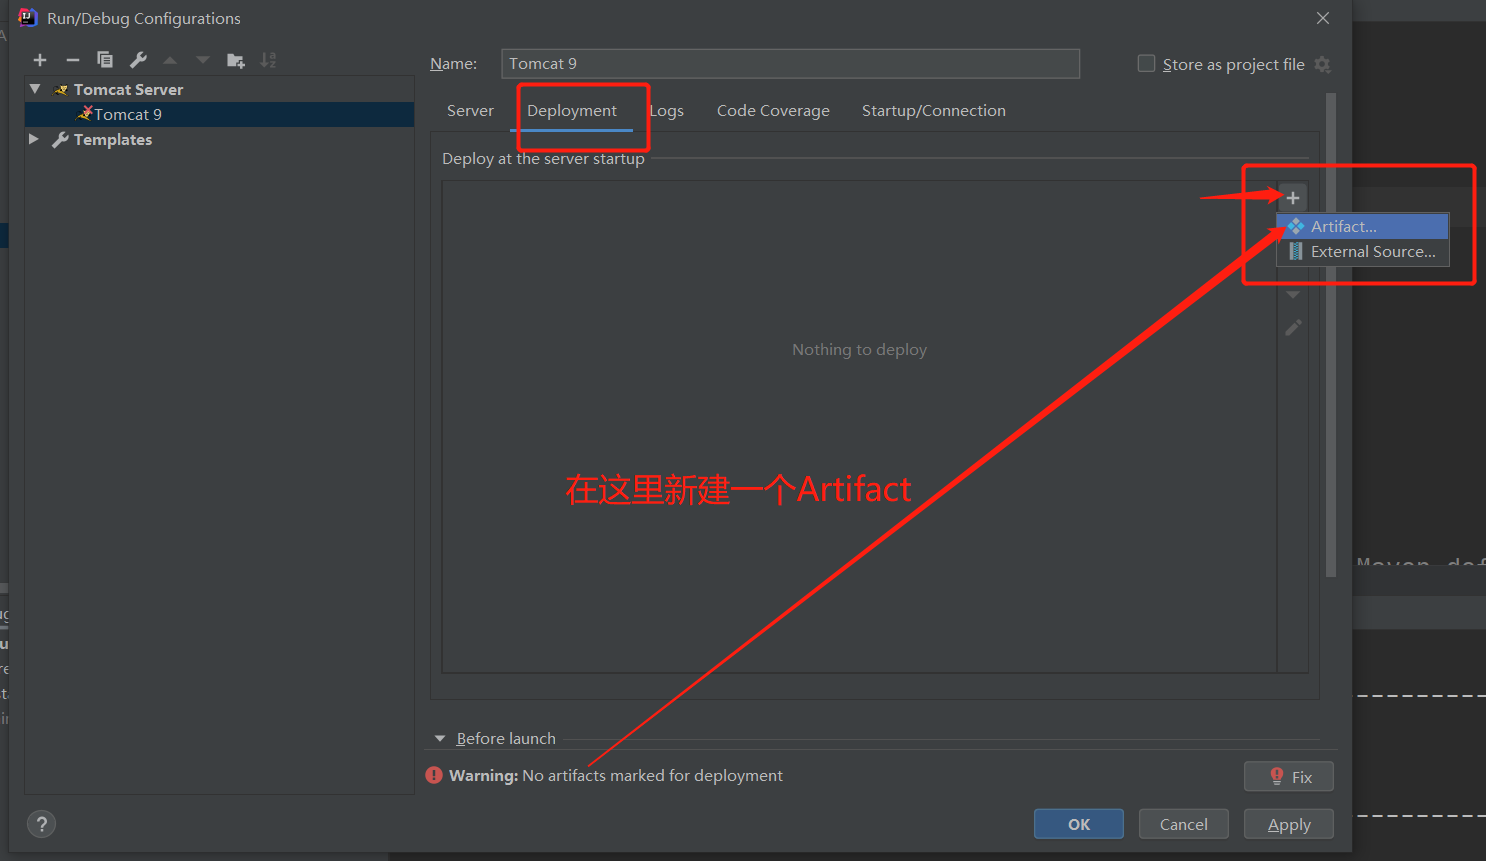 Run/Debug Configurations
Name:
Tomcat 9
Store as project file
Tomcat Server
Tomcat 9
Templates
Server
Deployment
Logs
Code Coverage
Startup/Connection
Deploy at the server startup
Artifact...
External Source...
Nothing to deploy
在这里新建一个Artifact
Before launch
Warning: No artifacts marked for deployment
Fix
?
OK
Cancel
Apply